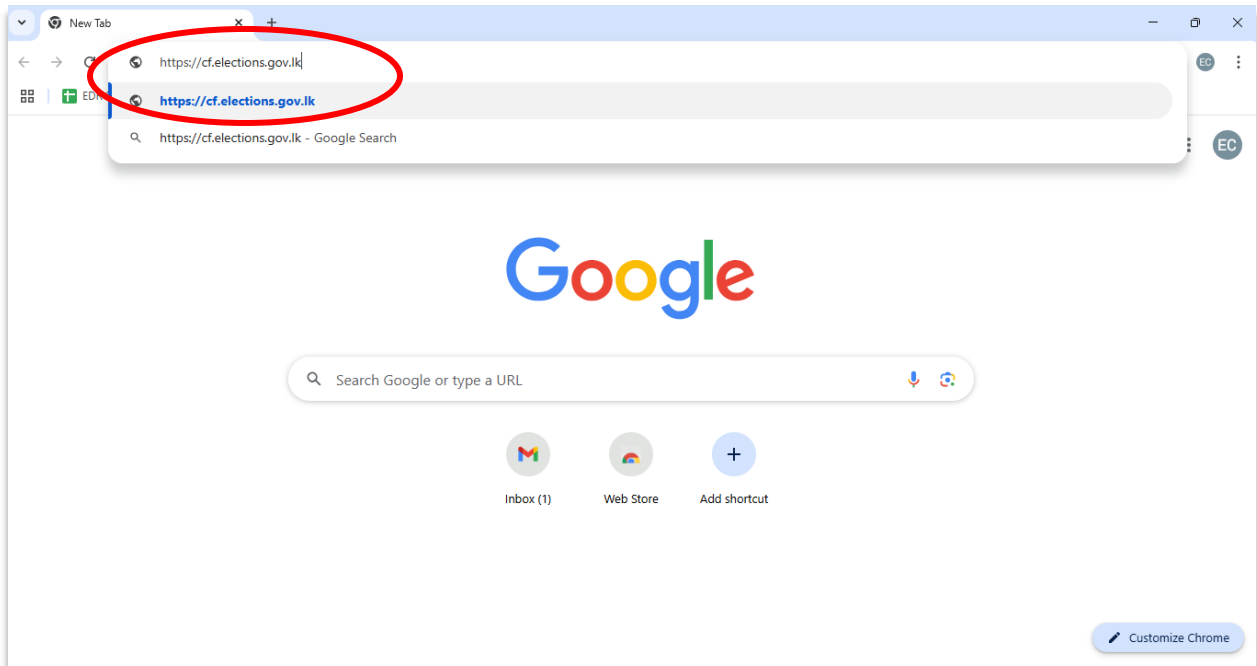 New Tab
https://cf.elections.gov.lk
EC
https://cf.elections.gov.lk
https://cf.elections.gov.lk - Google Search
EC
Google
Search Google or type a URL
Inbox (1)
Web Store
Add shortcut
Customize Chrome